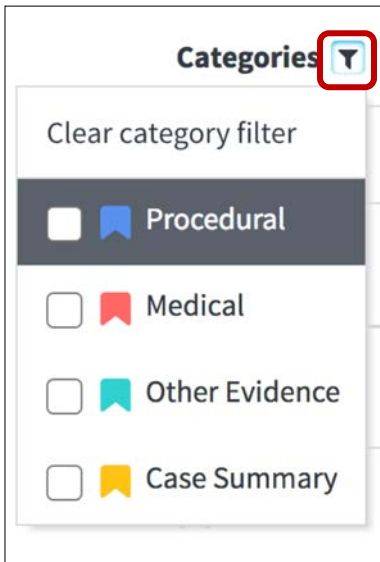 Categories
Clear category filter
Procedural
Medical
Other Evidence
Case Summary